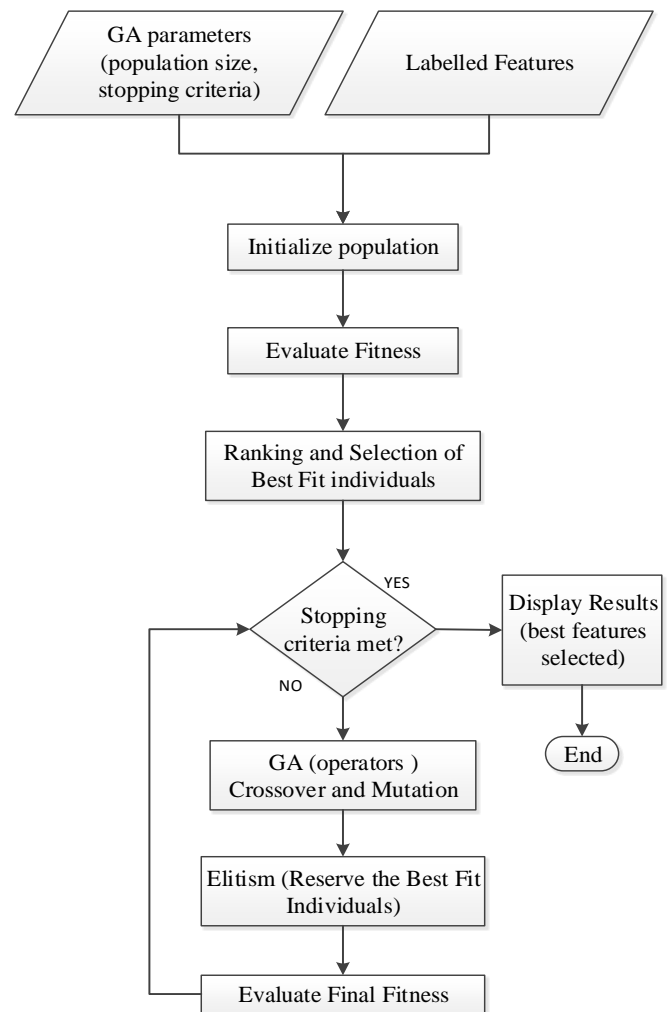 GA parameters
(population size,
stopping criteria)
Labelled Features
Initialize population
Evaluate Fitness
Ranking and Selection of
Best Fit individuals
Stopping
criteria met?
YES
NO
Display Results
(best features
selected)
End
GA (operators )
Crossover and Mutation
Elitism (Reserve the Best Fit
Individuals)
Evaluate Final Fitness